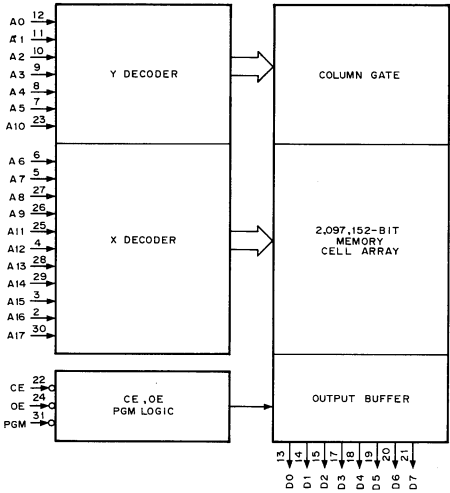 A0 12
A1 11
A2 10
A3 9
A4 8
A5 7
A10 23
Y DECODER
COLUMN GATE
A6 6
A7 5
A8 27
A9 26
A11 25
A12 4
A13 28
A14 29
A15 3
A16 2
A17 30
X DECODER
2,097,152-BIT
MEMORY
CELL ARRAY
CE 22
OE 24
PGM 31
CE, OE
PGM LOGIC
OUTPUT BUFFER
13 14 15 17 18 19 20 21
D0 D1 D2 D3 D4 D5 D6 D7